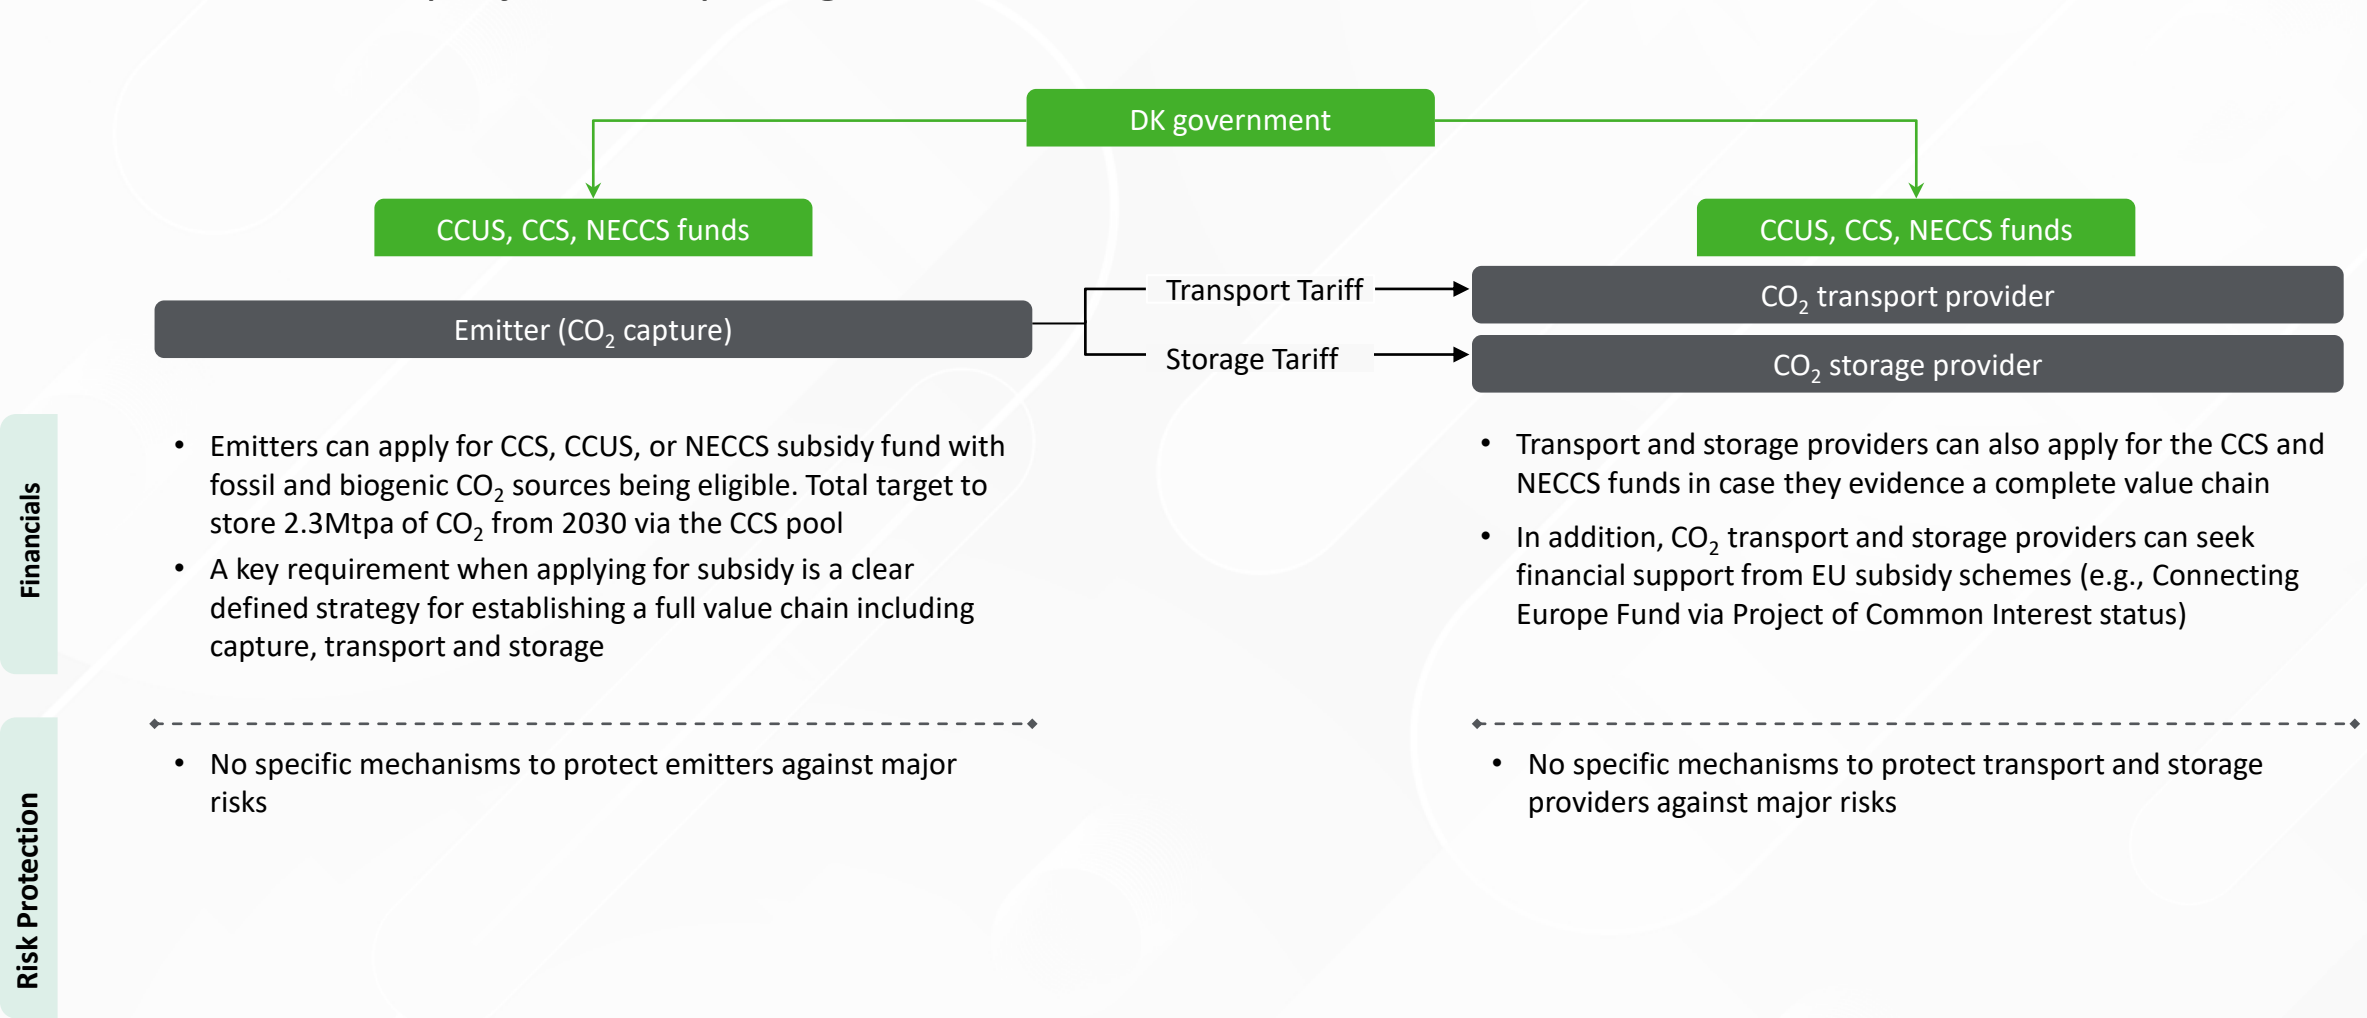 DK government
CCUS, CCS, NECCS funds
CCUS, CCS, NECCS funds
Emitter (CO₂ capture)
Transport Tariff
Storage Tariff
CO₂ transport provider
CO₂ storage provider
Financials
• Emitters can apply for CCS, CCUS, or NECCS subsidy fund with
fossil and biogenic CO₂ sources being eligible. Total target to
store 2.3Mtpa of CO₂ from 2030 via the CCS pool
• A key requirement when applying for subsidy is a clear
defined strategy for establishing a full value chain including
capture, transport and storage
• Transport and storage providers can also apply for the CCS and
NECCS funds in case they evidence a complete value chain
• In addition, CO₂ transport and storage providers can seek
financial support from EU subsidy schemes (e.g., Connecting
Europe Fund via Project of Common Interest status)
Risk Protection
• No specific mechanisms to protect emitters against major
risks
• No specific mechanisms to protect transport and storage
providers against major risks